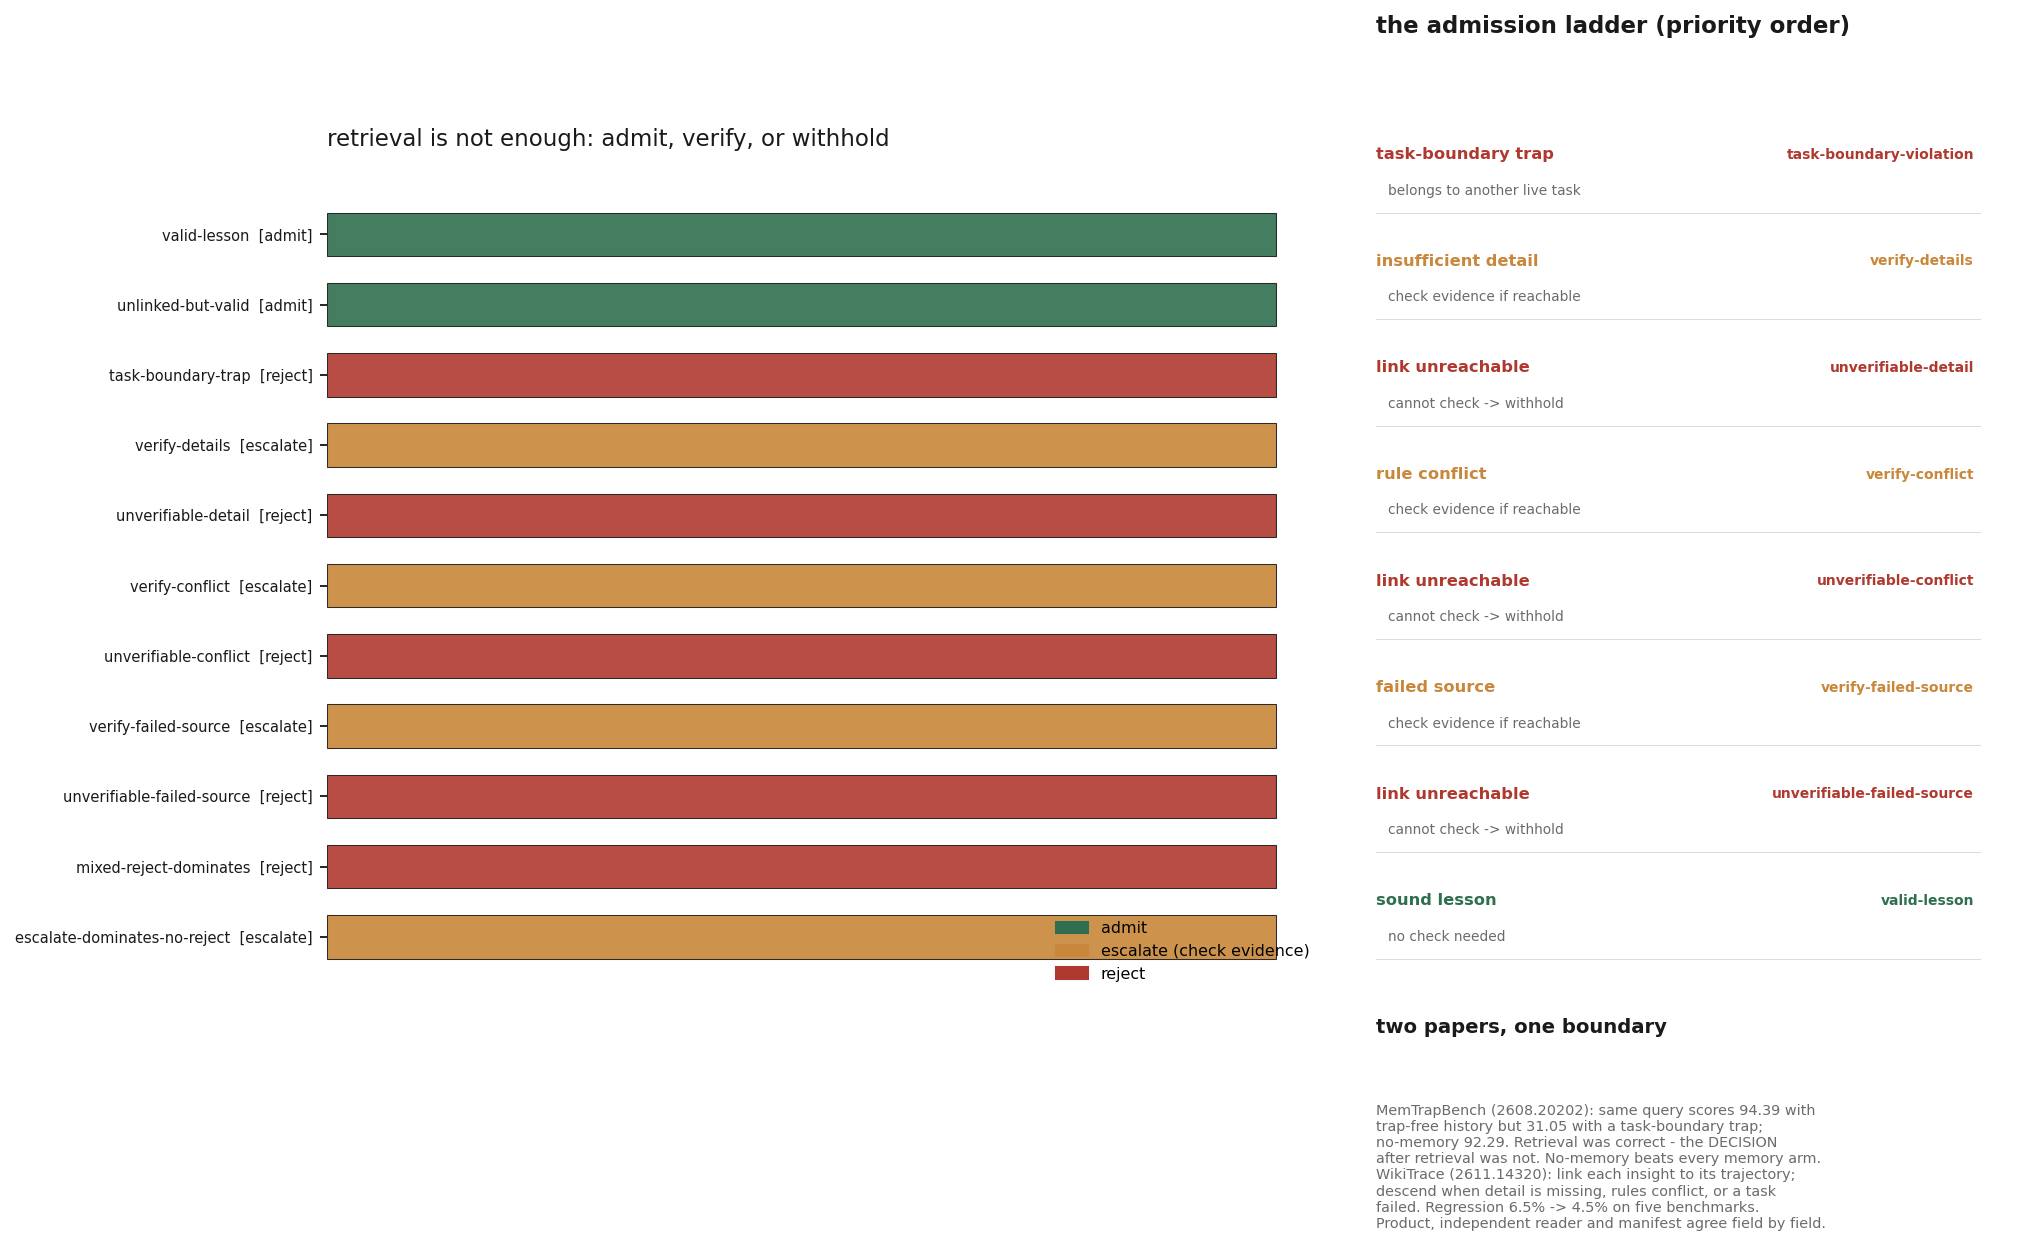 retrieval is not enough: admit, verify, or withhold
valid-lesson [admit]
unlinked-but-valid [admit]
task-boundary-trap [reject]
verify-details [escalate]
unverifiable-detail [reject]
verify-conflict [escalate]
unverifiable-conflict [reject]
verify-failed-source [escalate]
unverifiable-failed-source [reject]
mixed-reject-dominates [reject]
escalate-dominates-no-reject [escalate]
admit
escalate (check evidence)
reject
the admission ladder (priority order)
task-boundary trap task-boundary-violation
belongs to another live task
insufficient detail verify-details
check evidence if reachable
link unreachable unverifiable-detail
cannot check -> withhold
rule conflict verify-conflict
check evidence if reachable
link unreachable unverifiable-conflict
cannot check -> withhold
failed source verify-failed-source
check evidence if reachable
link unreachable unverifiable-failed-source
cannot check -> withhold
sound lesson valid-lesson
no check needed
two papers, one boundary
MemTrapBench (2608.20202): same query scores 94.39 with
trap-free history but 31.05 with a task-boundary trap;
no-memory 92.29. Retrieval was correct - the DECISION
after retrieval was not. No-memory beats every memory arm.
WikiTrace (2611.14320): link each insight to its trajectory;
descend when detail is missing, rules conflict, or a task
failed. Regression 6.5% -> 4.5% on five benchmarks.
Product, independent reader and manifest agree field by field.